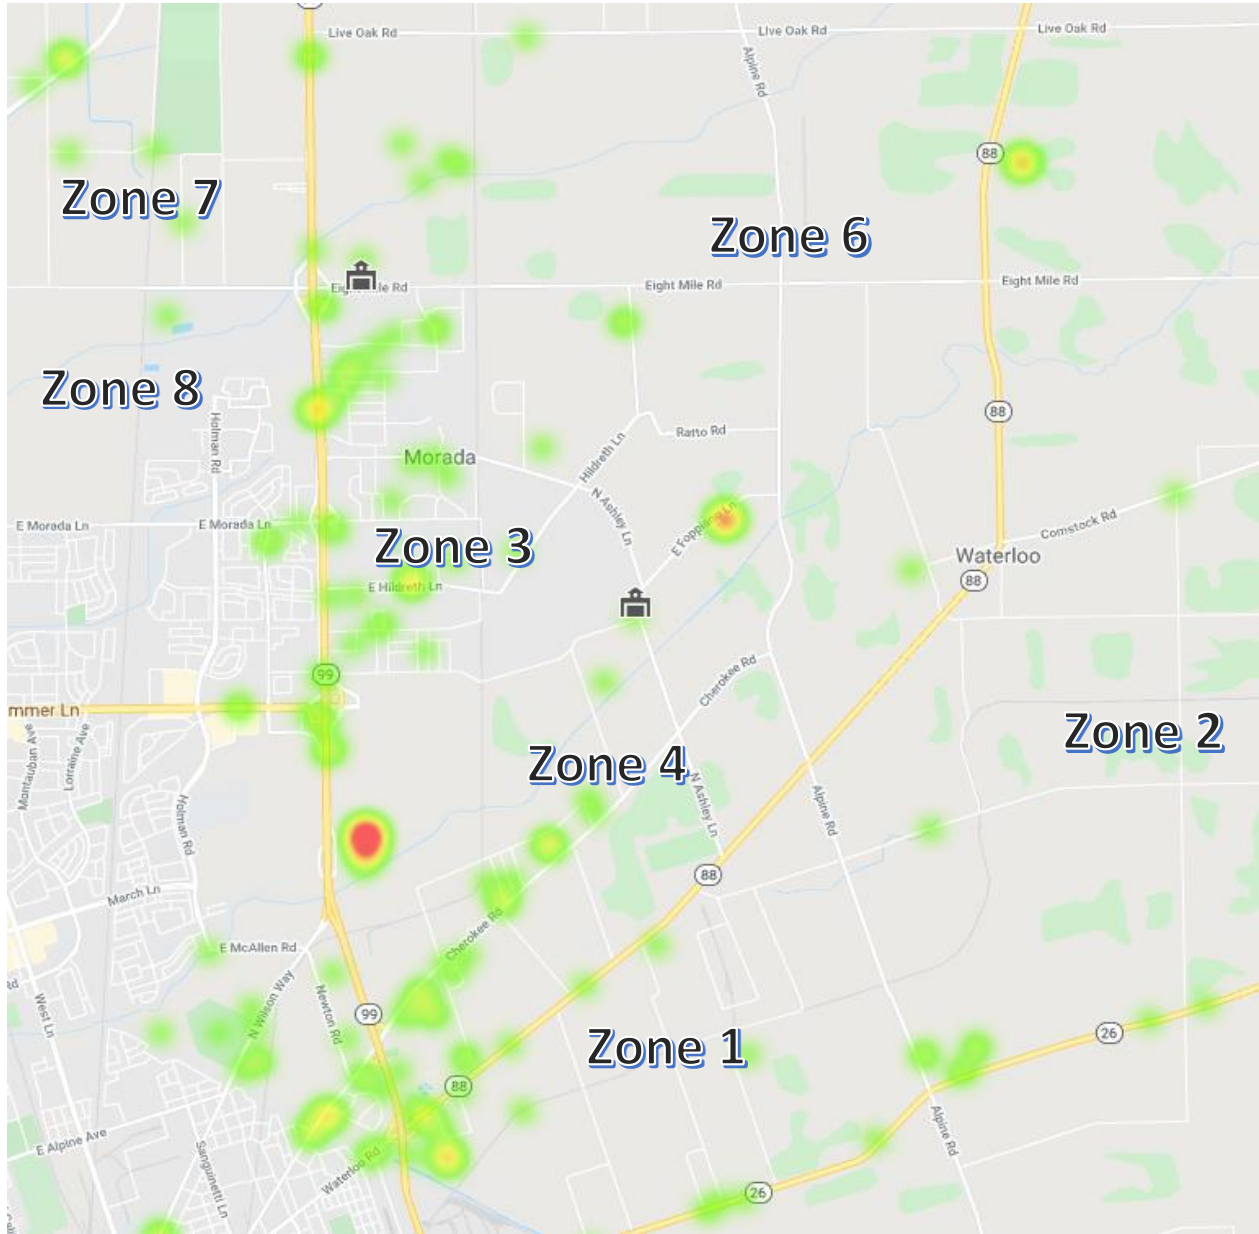 Live Oak Rd
Live Oak Rd
Live Oak Rd
Alpine Rd
88
Zone 7
Zone 6
Eight Mile Rd
Eight Mile Rd
Zone 8
88
Holman Rd
Ratto Rd
Hildreth Ln
Morada
N Ashley Ln
E Foppiano Ln
E Morada Ln
E Morada Ln
Comstock Rd
Zone 3
Waterloo
88
E Hildreth Ln
99
Cherokee Rd
mmer Ln
Zone 2
Montauban Ave
Lorraine Ave
Zone 4
N Ashley Ln
Alpine Rd
Holman Rd
88
March Ln
Cherokee Rd
E McAllen Rd
Rd
West Ln
N Wilson Way
Newton Rd
99
26
Zone 1
88
E Alpine Ave
Alpine Rd
Sanguinetti Ln
Waterloo Rd
26